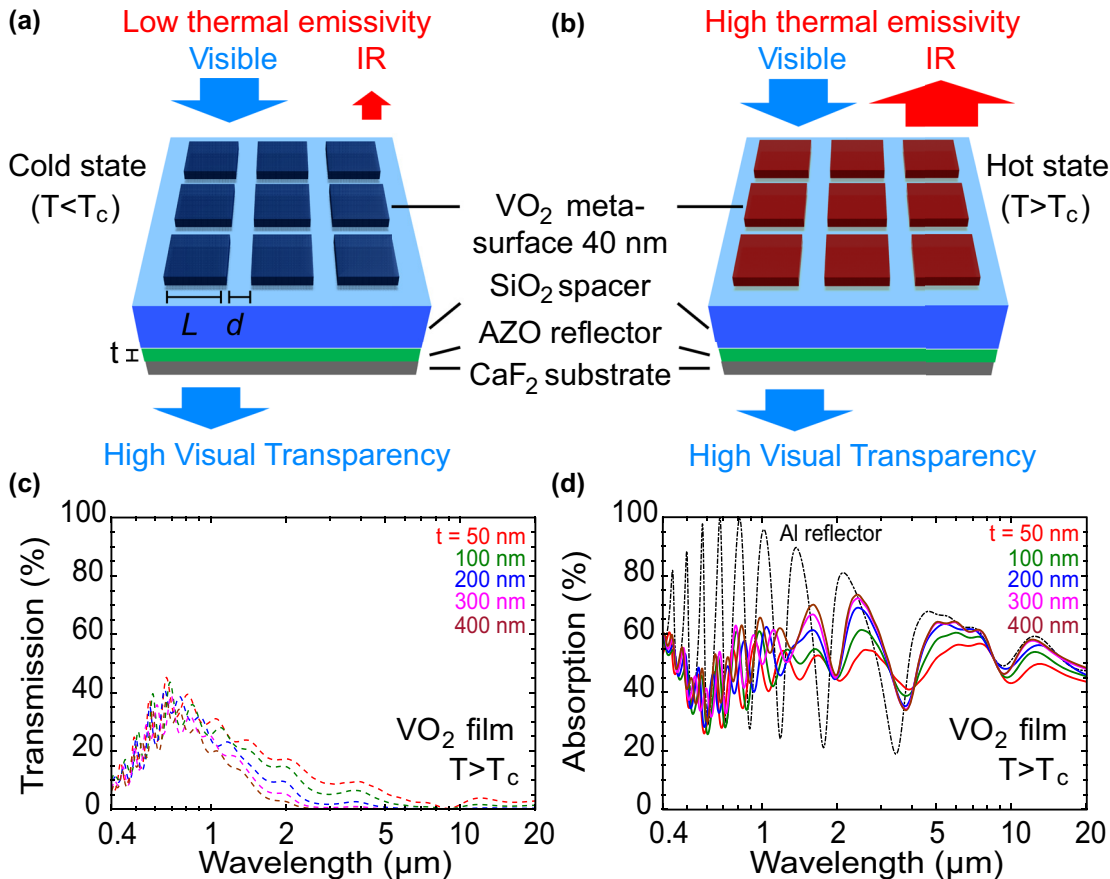 (a)
Low thermal emissivity
Visible
IR
(b)
High thermal emissivity
Visible
IR
Cold state
(T<Tc)
Hot state
(T>Tc)
VO2 meta-
surface 40 nm
SiO2 spacer
AZO reflector
CaF2 substrate
L
d
t
High Visual Transparency
High Visual Transparency
(c)
Transmission (%)
100
80
60
40
20
0
t = 50 nm
100 nm
200 nm
300 nm
400 nm
VO2 film
T>Tc
0.4
1
2
5
10
20
Wavelength (µm)
(d)
Absorption (%)
100
80
60
40
20
0
Al reflector
t = 50 nm
100 nm
200 nm
300 nm
400 nm
VO2 film
T>Tc
0.4
1
2
5
10
20
Wavelength (µm)